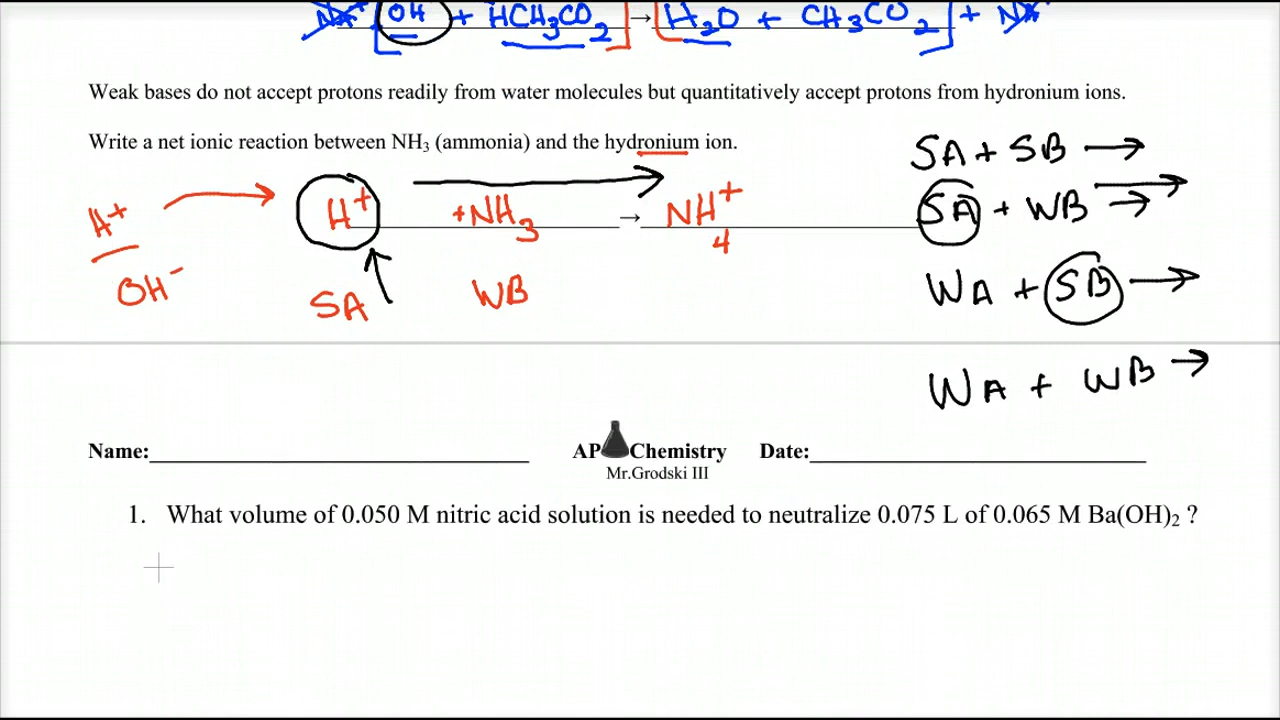 Na⁺ OH + HCH₃CO₂ → H₂O + CH₃CO₂ + Na⁺
Weak bases do not accept protons readily from water molecules but quantitatively accept protons from hydronium ions.
Write a net ionic reaction between NH₃ (ammonia) and the hydronium ion.
H⁺ +NH₃ → NH₄⁺
OH⁻
SA WB
SA + SB →
SA + WB →
WA + SB →
WA + WB →
Name: AP Chemistry Date:
Mr.Grodski III
1. What volume of 0.050 M nitric acid solution is needed to neutralize 0.075 L of 0.065 M Ba(OH)₂ ?